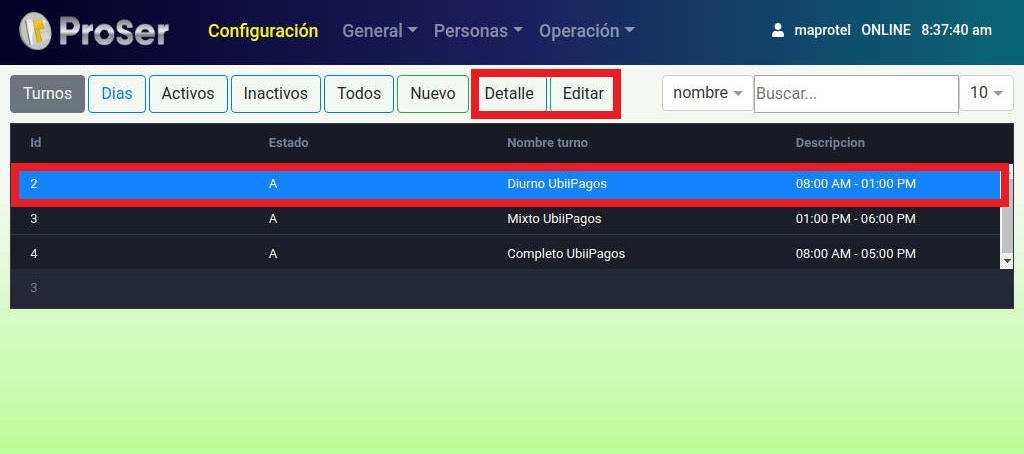 ProSer Configuración General Personas Operación maprotel ONLINE 8:37:40 am
Turnos Dias Activos Inactivos Todos Nuevo Detalle Editar nombre Buscar... 10
Id Estado Nombre turno Descripcion
2 A Diurno UbiiPagos 08:00 AM - 01:00 PM
3 A Mixto UbiiPagos 01:00 PM - 06:00 PM
4 A Completo UbiiPagos 08:00 AM - 05:00 PM
3